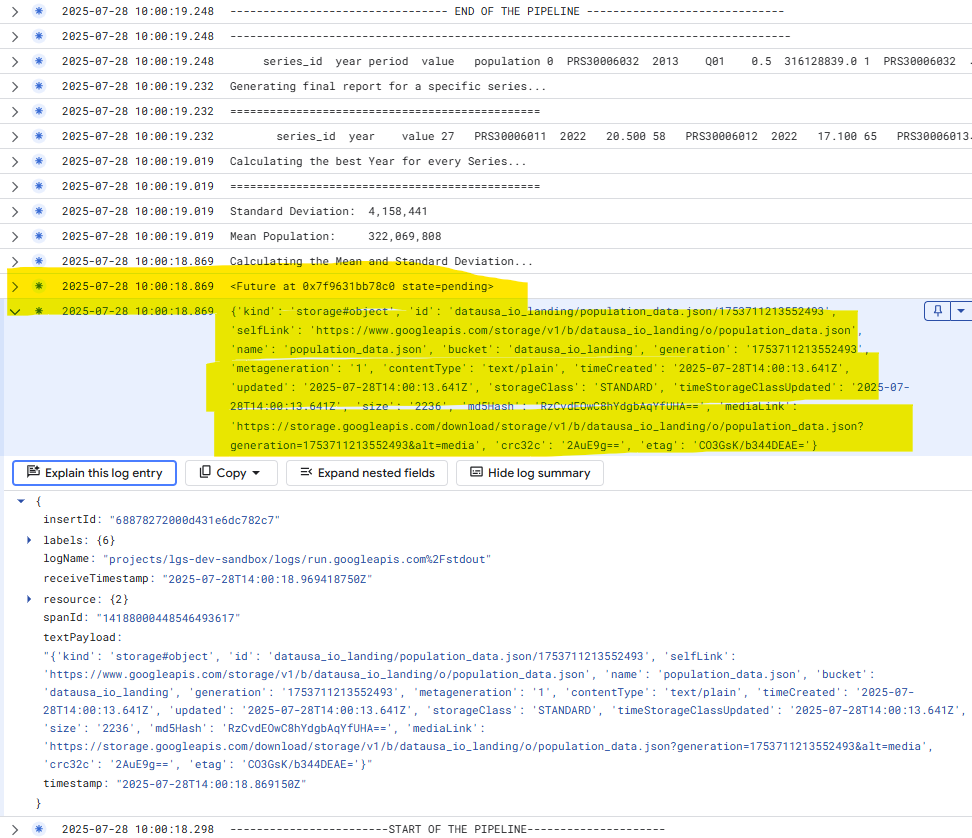 2025-07-28 10:00:19.248 -------------------------------- END OF THE PIPELINE -----------------------------
2025-07-28 10:00:19.248 ----------------------------------------------------------------------------------
2025-07-28 10:00:19.248 series_id year period value population 0 PRS30006032 2013 Q01 0.5 316128839.0 1 PRS30006032
2025-07-28 10:00:19.232 Generating final report for a specific series...
2025-07-28 10:00:19.232 ==============================================
2025-07-28 10:00:19.232 series_id year value 27 PRS30006011 2022 20.500 58 PRS30006012 2022 17.100 65 PRS30006013
2025-07-28 10:00:19.019 Calculating the best Year for every Series...
2025-07-28 10:00:19.019 ==============================================
2025-07-28 10:00:19.019 Standard Deviation: 4,158,441
2025-07-28 10:00:19.019 Mean Population: 322,069,808
2025-07-28 10:00:18.869 Calculating the Mean and Standard Deviation...
2025-07-28 10:00:18.869 <Future at 0x7f9631bb78c0 state=pending>
2025-07-28 10:00:18.869 {'kind': 'storage#object', 'id': 'datausa_io_landing/population_data.json/1753711213552493',
'selfLink': 'https://www.googleapis.com/storage/v1/b/datausa_io_landing/o/population_data.json',
'name': 'population_data.json', 'bucket': 'datausa_io_landing', 'generation': '1753711213552493',
'metageneration': '1', 'contentType': 'text/plain', 'timeCreated': '2025-07-28T14:00:13.641Z',
'updated': '2025-07-28T14:00:13.641Z', 'storageClass': 'STANDARD', 'timeStorageClassUpdated': '2025-07-
28T14:00:13.641Z', 'size': '2236', 'md5Hash': 'RzCvdEOwC8hYdgbAqYfUHA==', 'mediaLink':
'https://storage.googleapis.com/download/storage/v1/b/datausa_io_landing/o/population_data.json?
generation=1753711213552493&alt=media', 'crc32c': '2AuE9g==', 'etag': 'CO3GsK/b344DEAE='}
Explain this log entry
Copy
Expand nested fields
Hide log summary
{
insertId: "68878272000d431e6dc782c7"
labels: {6}
logName: "projects/lgs-dev-sandbox/logs/run.googleapis.com%2Fstdout"
receiveTimestamp: "2025-07-28T14:00:18.969418750Z"
resource: {2}
spanId: "14188000448546493617"
textPayload:
"{'kind': 'storage#object', 'id': 'datausa_io_landing/population_data.json/1753711213552493', 'selfLink':
'https://www.googleapis.com/storage/v1/b/datausa_io_landing/o/population_data.json', 'name': 'population_data.json', 'bucket':
'datausa_io_landing', 'generation': '1753711213552493', 'metageneration': '1', 'contentType': 'text/plain', 'timeCreated': '2025-07-
28T14:00:13.641Z', 'updated': '2025-07-28T14:00:13.641Z', 'storageClass': 'STANDARD', 'timeStorageClassUpdated': '2025-07-28T14:00:13.641Z',
'size': '2236', 'md5Hash': 'RzCvdEOwC8hYdgbAqYfUHA==', 'mediaLink':
'https://storage.googleapis.com/download/storage/v1/b/datausa_io_landing/o/population_data.json?generation=1753711213552493&alt=media',
'crc32c': '2AuE9g==', 'etag': 'CO3GsK/b344DEAE='}"
timestamp: "2025-07-28T14:00:18.869150Z"
}
2025-07-28 10:00:18.298 -----------------------START OF THE PIPELINE--------------------